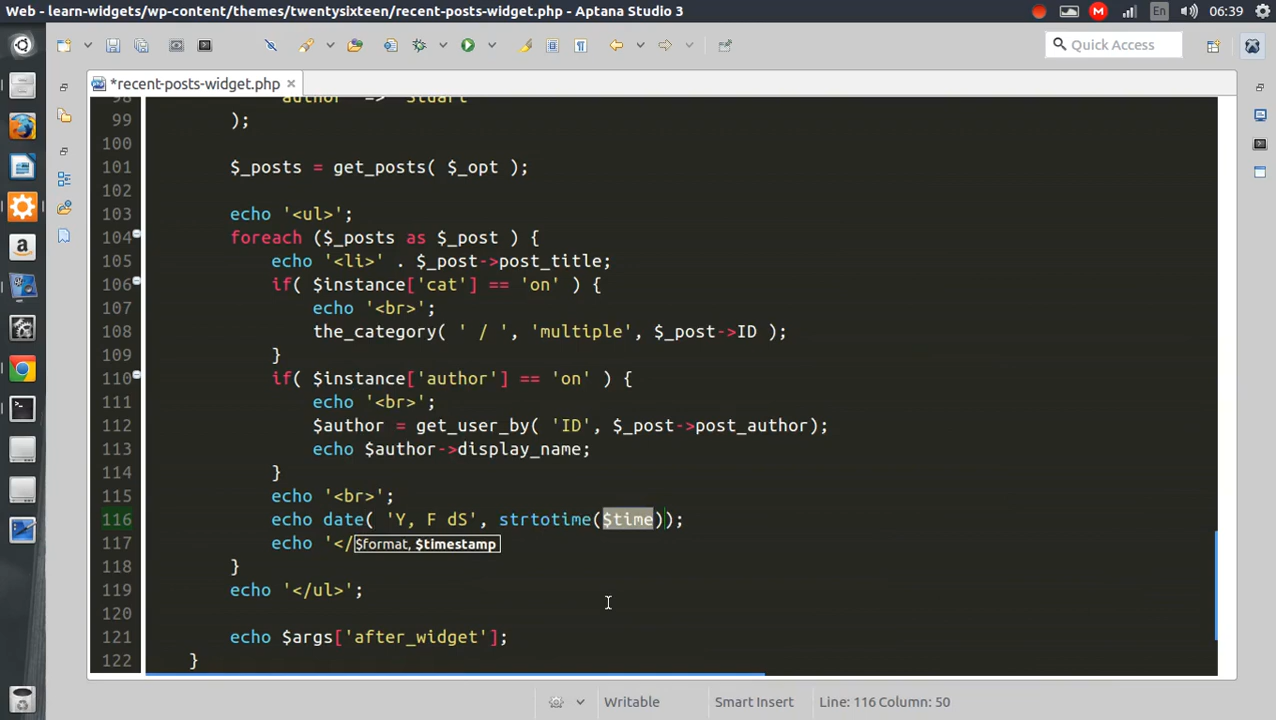 Web - learn-widgets/wp-content/themes/twentysixteen/recent-posts-widget.php - Aptana Studio 3
En
06:39
Quick Access
*recent-posts-widget.php
98 'author' => 'Stuart'
99 );
100
101 $_posts = get_posts( $_opt );
102
103 echo '<ul>';
104 foreach ($_posts as $_post ) {
105 echo '<li>' . $_post->post_title;
106 if( $instance['cat'] == 'on' ) {
107 echo '<br>';
108 the_category( ' / ', 'multiple', $_post->ID );
109 }
110 if( $instance['author'] == 'on' ) {
111 echo '<br>';
112 $author = get_user_by( 'ID', $_post->post_author);
113 echo $author->display_name;
114 }
115 echo '<br>';
116 echo date( 'Y, F dS', strtotime($time));
117 echo '</
$format, $timestamp
118 }
119 echo '</ul>';
120
121 echo $args['after_widget'];
122 }
Writable
Smart Insert
Line: 116 Column: 50